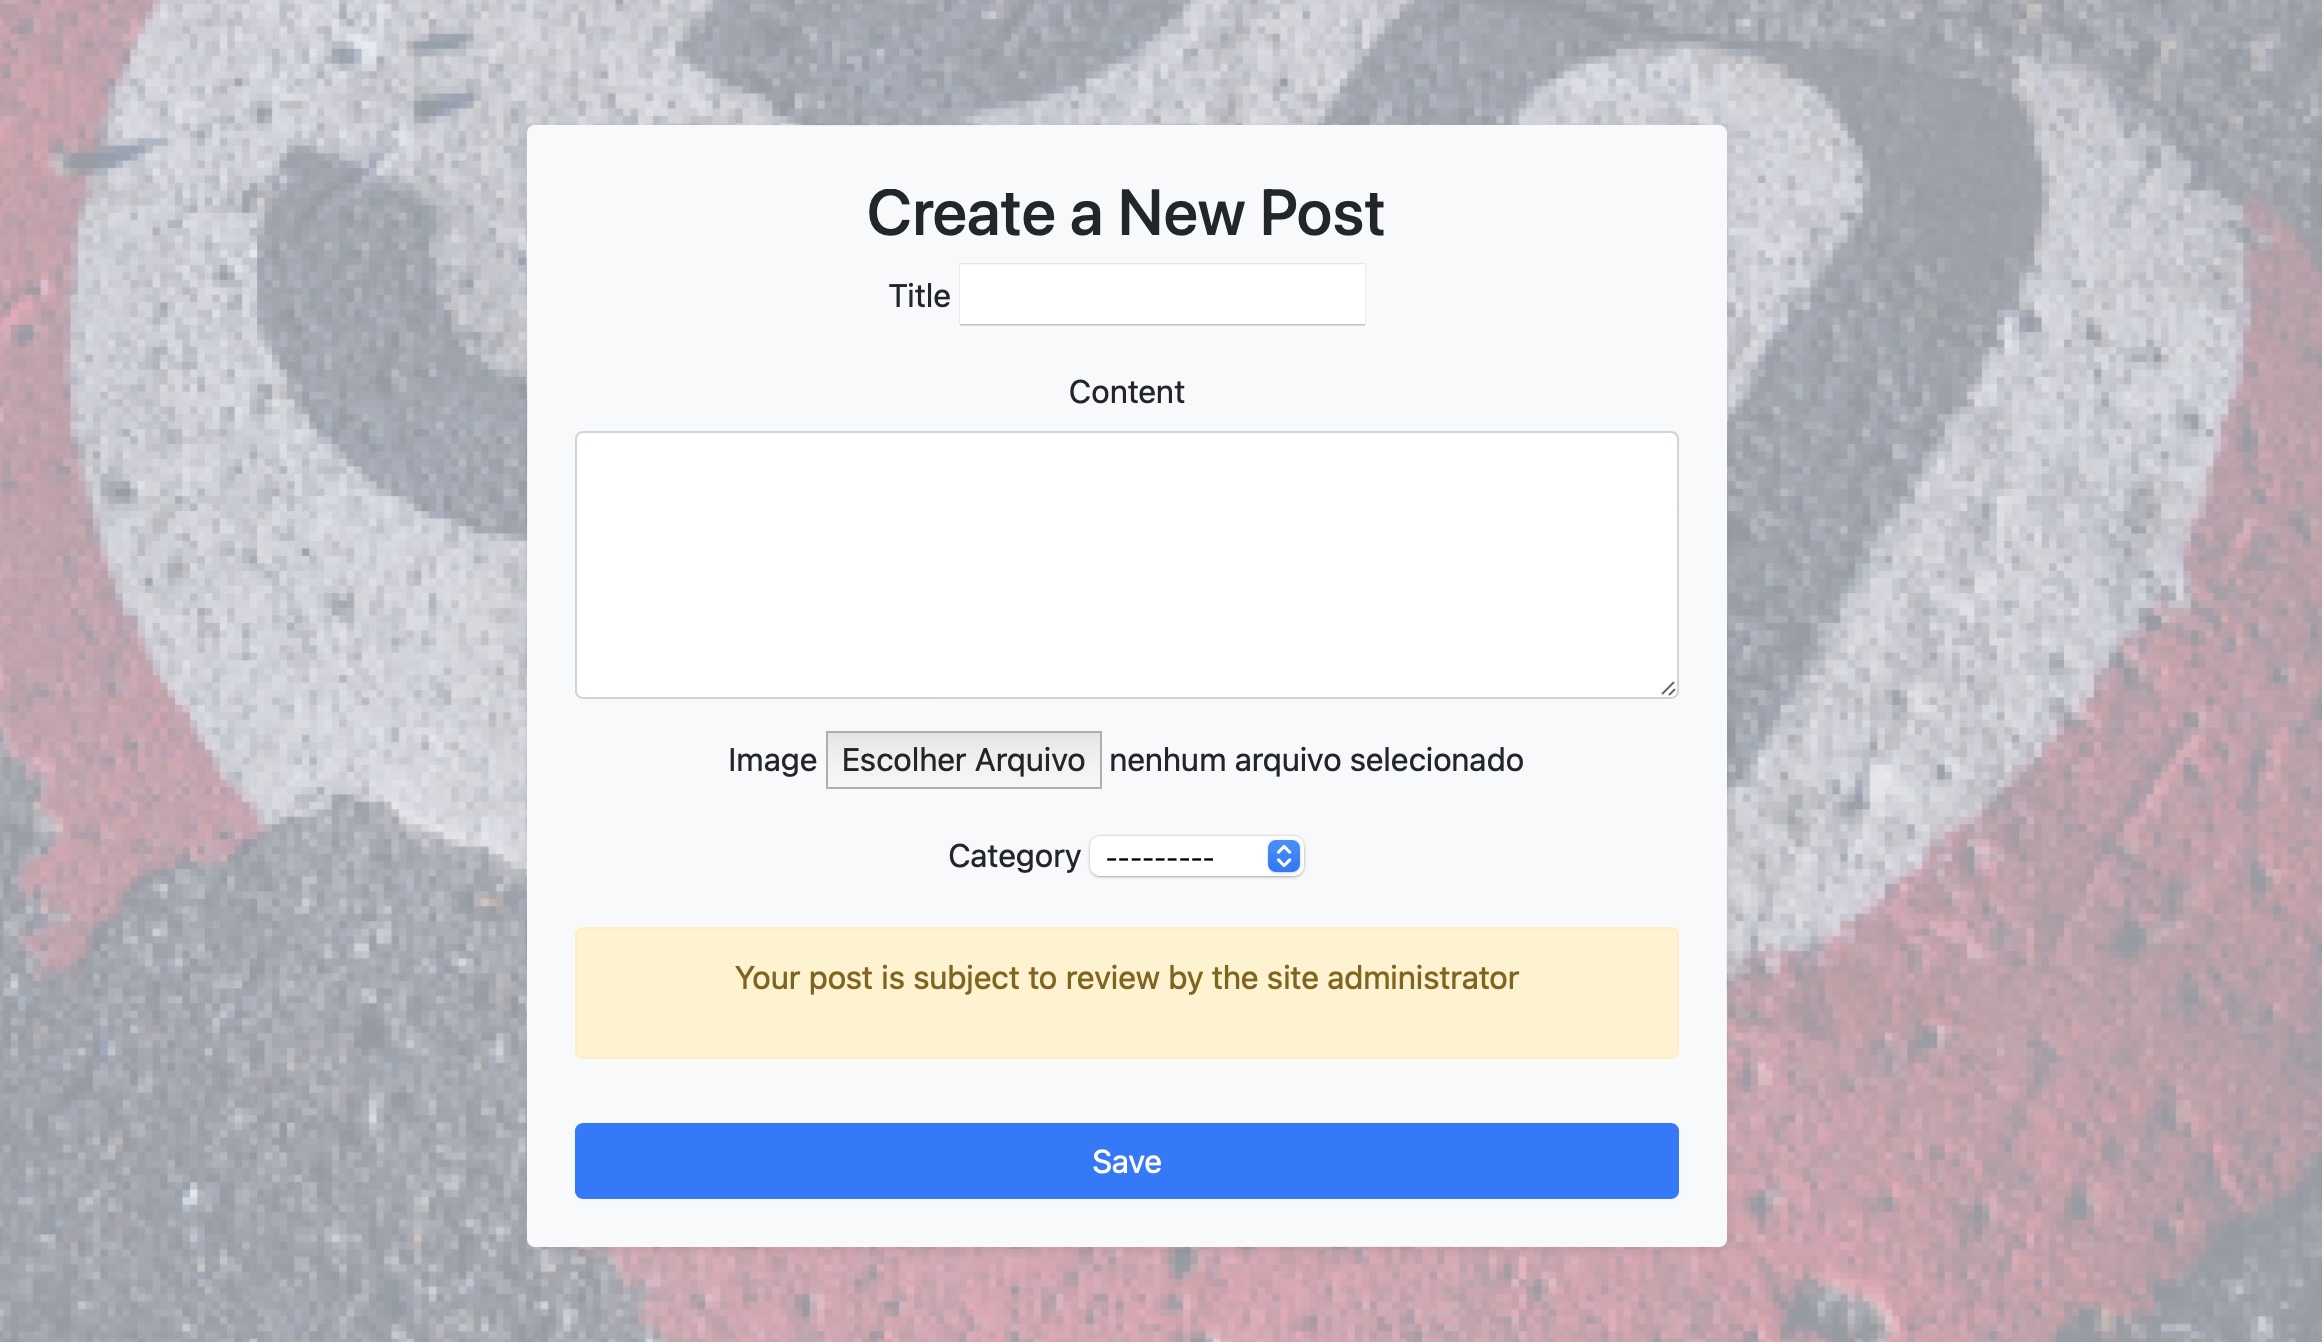 Create a New Post
Title
Content
Image Escolher Arquivo nenhum arquivo selecionado
Category ---------
Your post is subject to review by the site administrator
Save